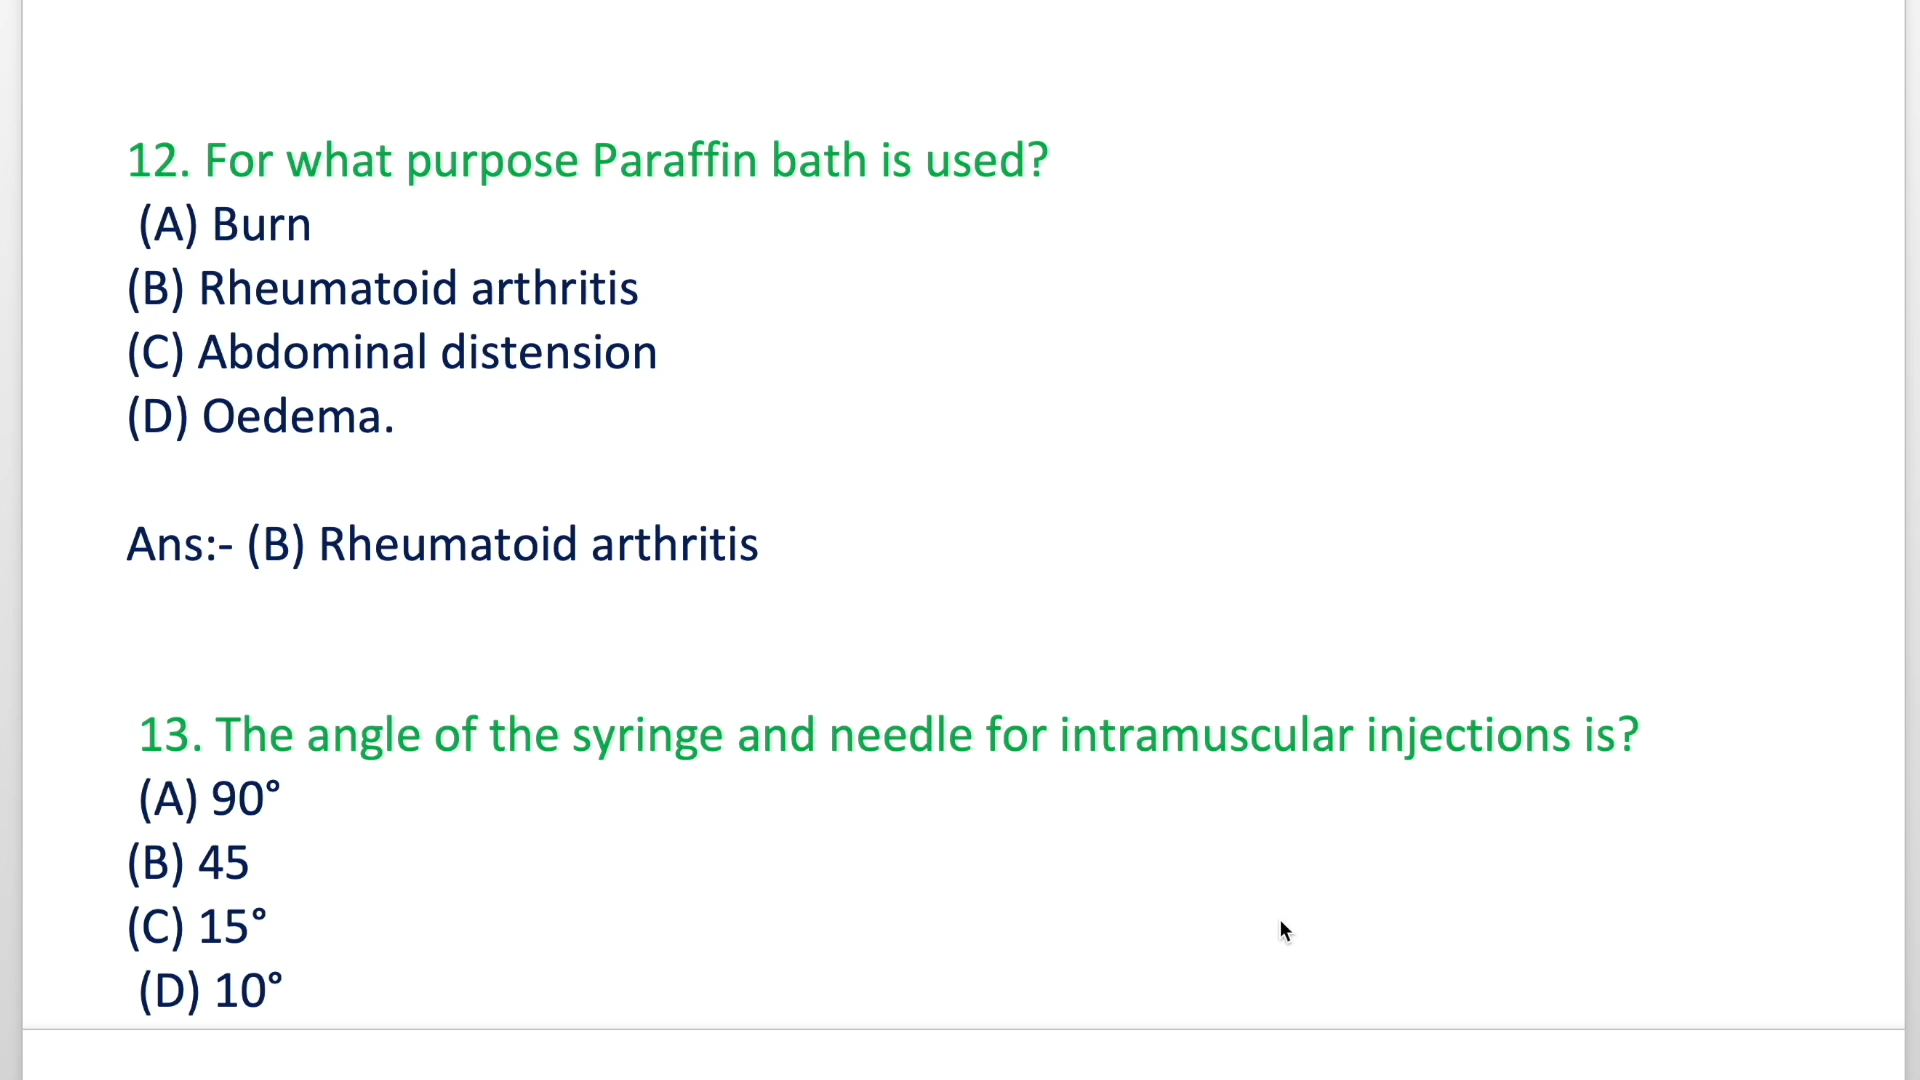 12. For what purpose Paraffin bath is used?
(A) Burn
(B) Rheumatoid arthritis
(C) Abdominal distension
(D) Oedema.
Ans:- (B) Rheumatoid arthritis
13. The angle of the syringe and needle for intramuscular injections is?
(A) 90°
(B) 45
(C) 15°
(D) 10°